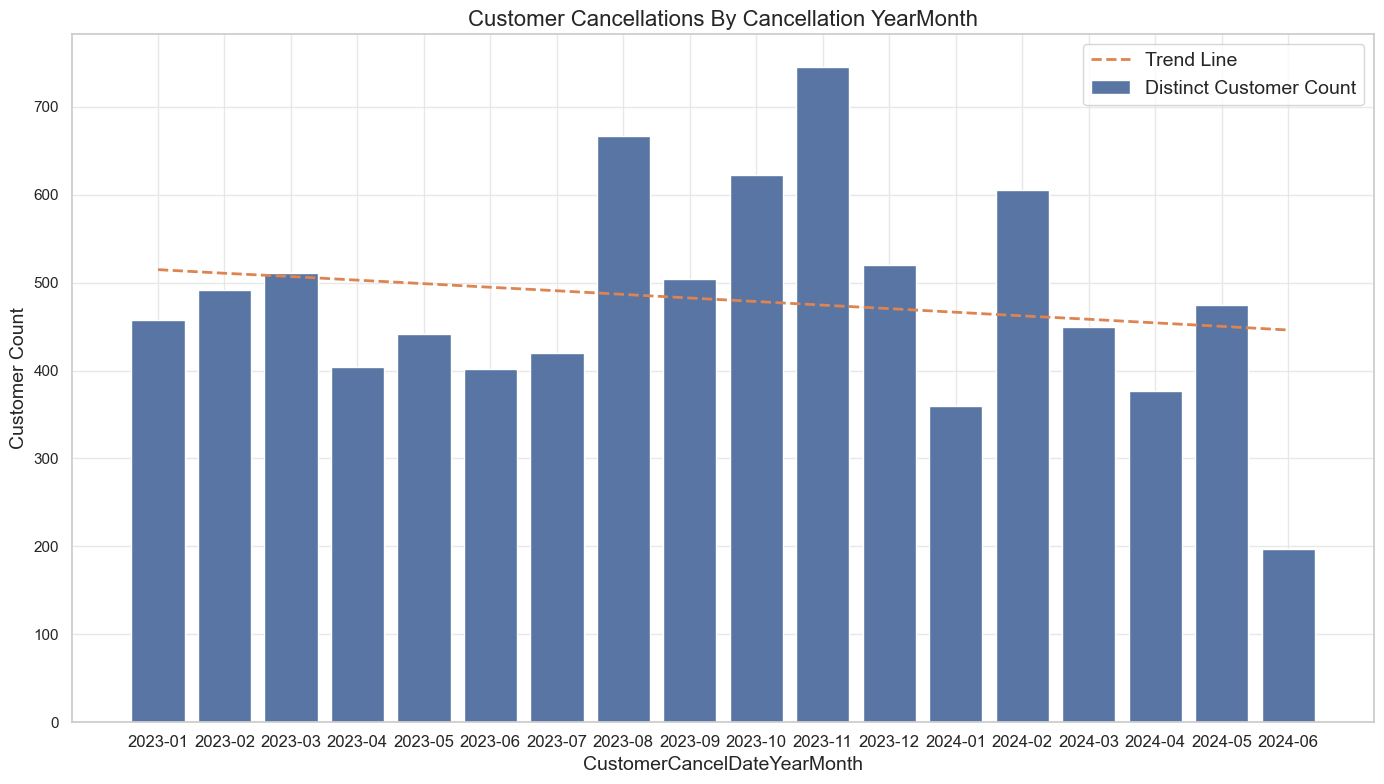 Customer Cancellations By Cancellation YearMonth
Trend Line
Distinct Customer Count
Customer Count
700
600
500
400
300
200
100
0
2023-01 2023-02 2023-03 2023-04 2023-05 2023-06 2023-07 2023-08 2023-09 2023-10 2023-11 2023-12 2024-01 2024-02 2024-03 2024-04 2024-05 2024-06
CustomerCancelDateYearMonth